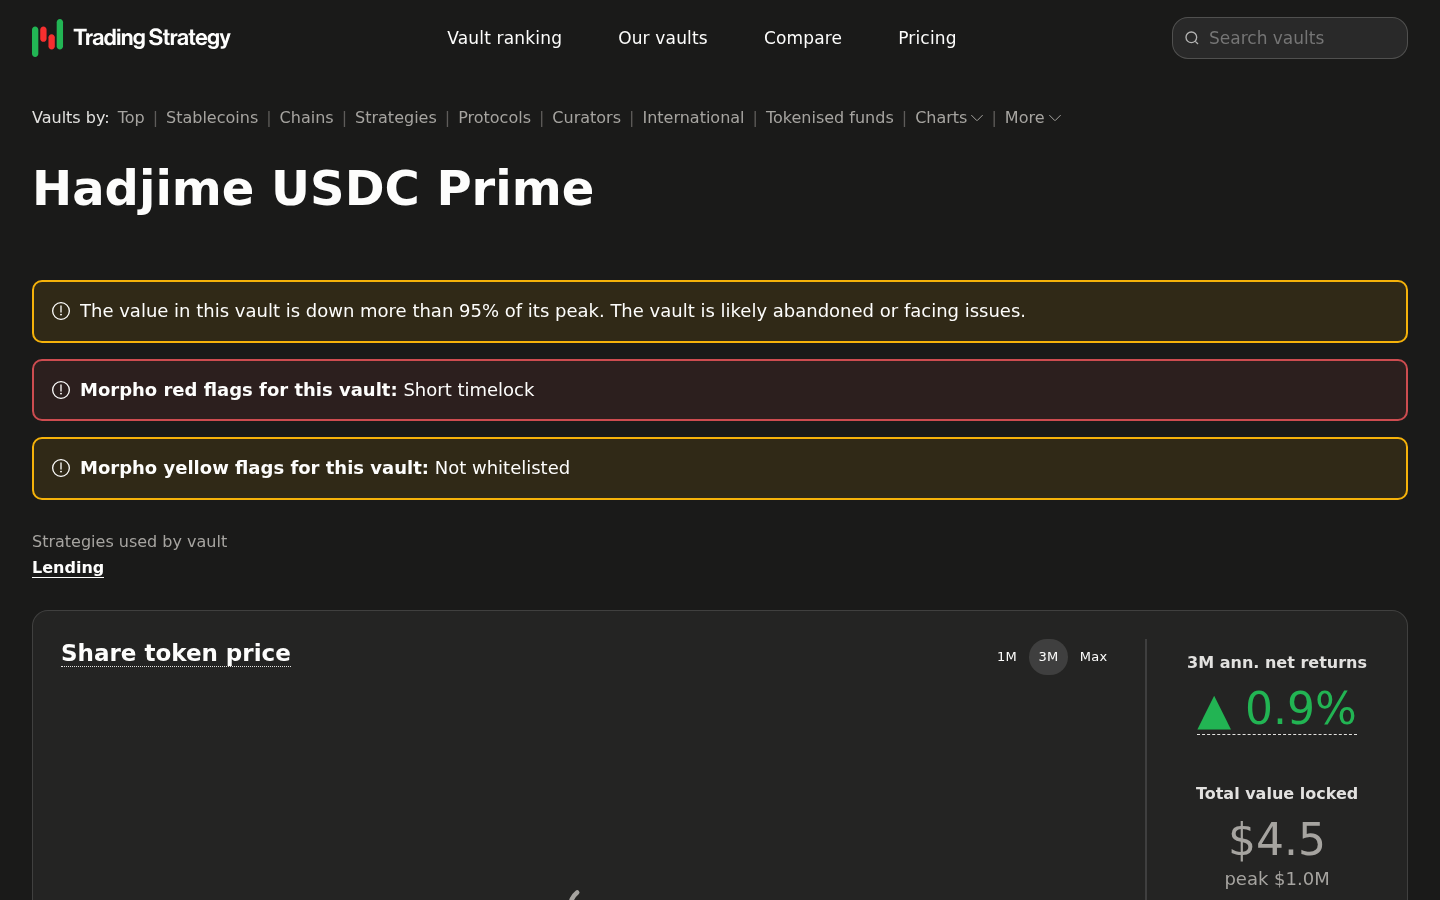 Trading Strategy
Vault ranking
Our vaults
Compare
Pricing
Search vaults
Vaults by: Top | Stablecoins | Chains | Strategies | Protocols | Curators | International | Tokenised funds | Charts | More
Hadjime USDC Prime
The value in this vault is down more than 95% of its peak. The vault is likely abandoned or facing issues.
Morpho red flags for this vault: Short timelock
Morpho yellow flags for this vault: Not whitelisted
Strategies used by vault
Lending
Share token price
1M 3M Max
3M ann. net returns
▲ 0.9%
Total value locked
$4.5
peak $1.0M